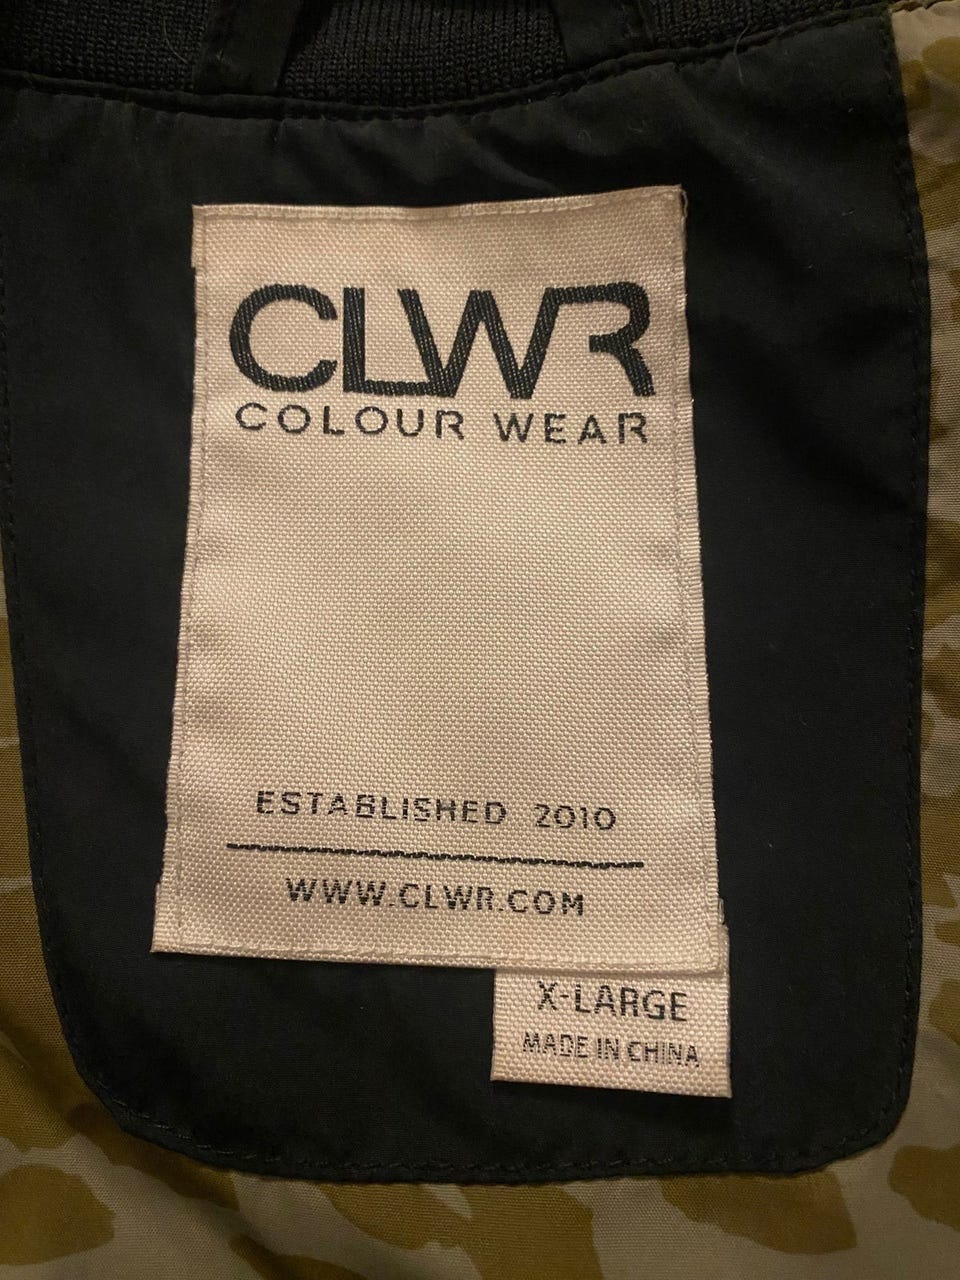 CLWR
COLOUR WEAR
ESTABLISHED 2010
WWW.CLWR.COM
X-LARGE
MADE IN CHINA